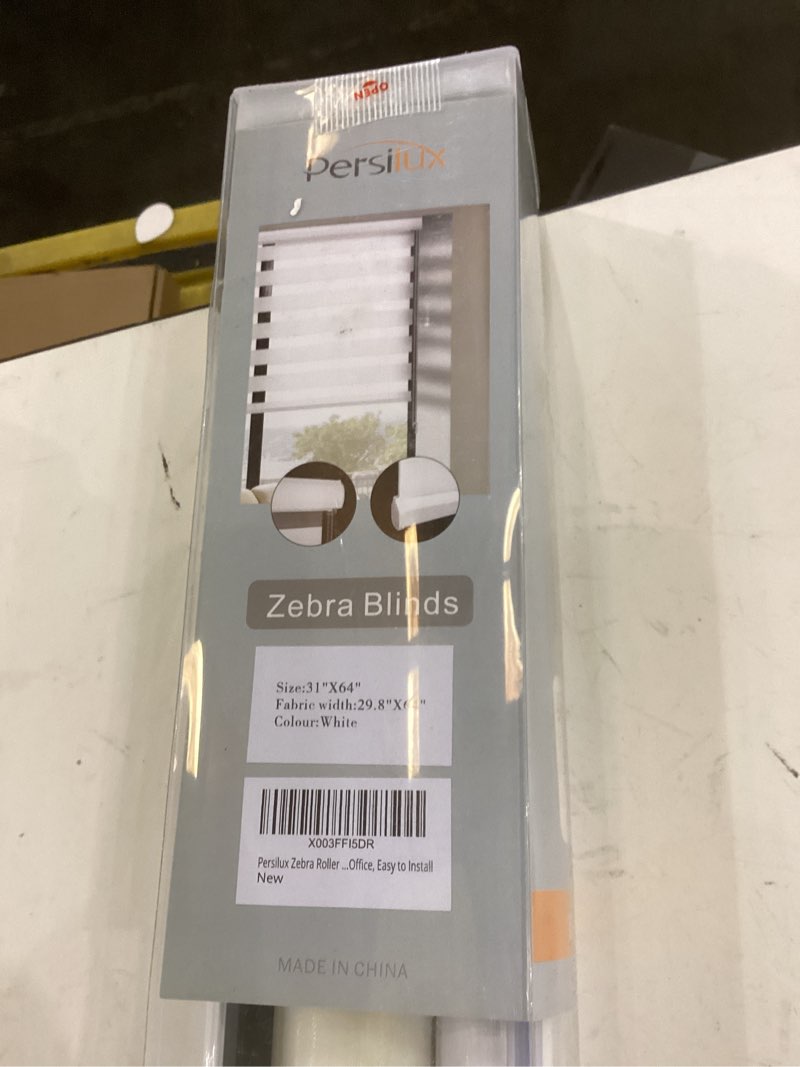 OPEN
Persilux
Zebra Blinds
Size:31"X64"
Fabric width:29.8"X64"
Colour:White
X003FFI5DR
Persilux Zebra Roller ...Office, Easy to Install
New
MADE IN CHINA